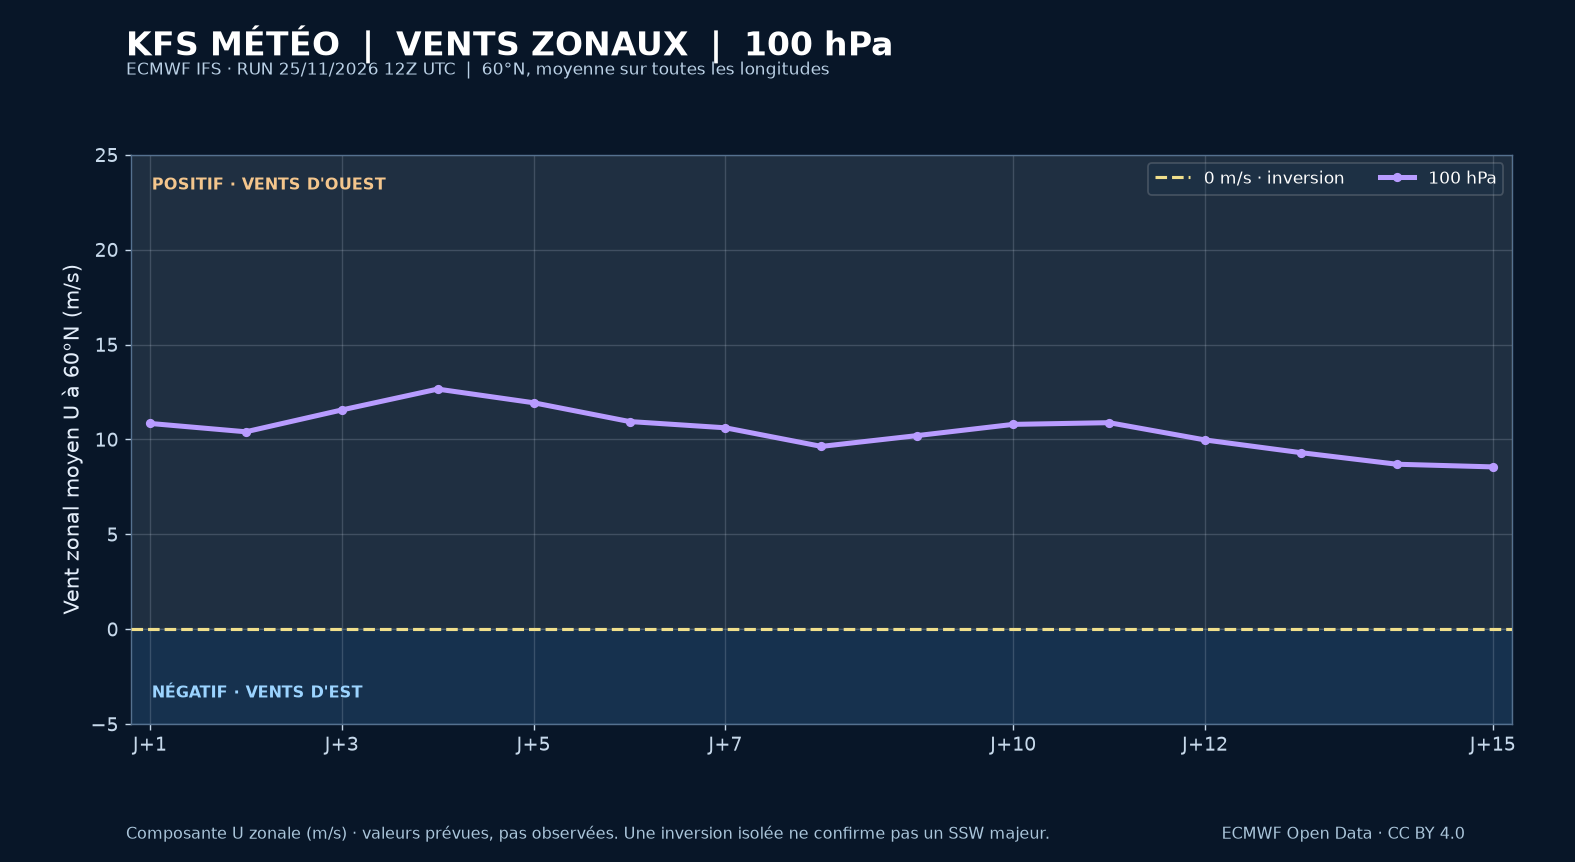 KFS MÉTÉO | VENTS ZONAUX | 100 hPa
ECMWF IFS · RUN 25/11/2026 12Z UTC | 60°N, moyenne sur toutes les longitudes
25
POSITIF · VENTS D'OUEST
0 m/s · inversion
100 hPa
20
15
10
5
0
−5
Vent zonal moyen U à 60°N (m/s)
NÉGATIF · VENTS D'EST
J+1 J+3 J+5 J+7 J+10 J+12 J+15
Composante U zonale (m/s) · valeurs prévues, pas observées. Une inversion isolée ne confirme pas un SSW majeur.
ECMWF Open Data · CC BY 4.0